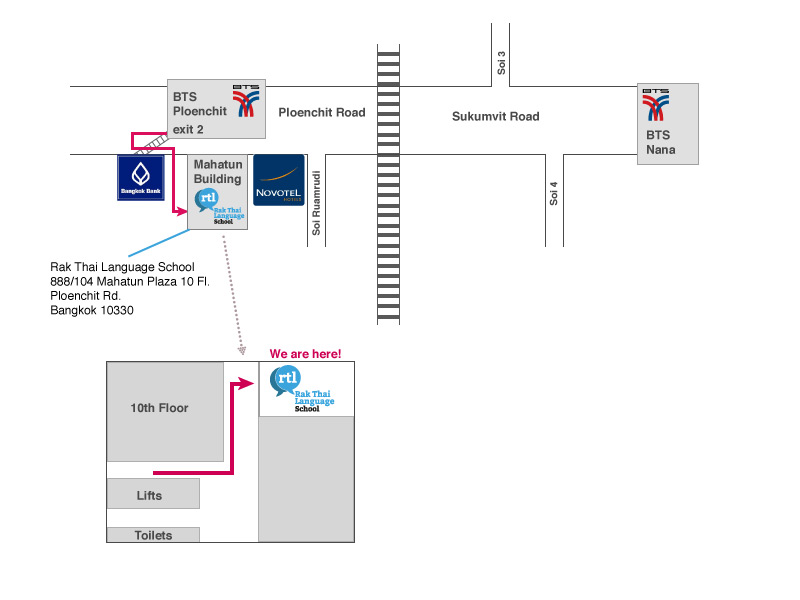 Soi 3
BTS
BTS
Ploenchit
exit 2
Ploenchit Road
Sukumvit Road
BTS
BTS
Nana
Bangkok Bank
Mahatun
Building
rtl
Rak Thai
Language
School
NOVOTEL
HOTELS
Soi Ruamrudi
Soi 4
Rak Thai Language School
888/104 Mahatun Plaza 10 Fl.
Ploenchit Rd.
Bangkok 10330
We are here!
rtl
Rak Thai
Language
School
10th Floor
Lifts
Toilets